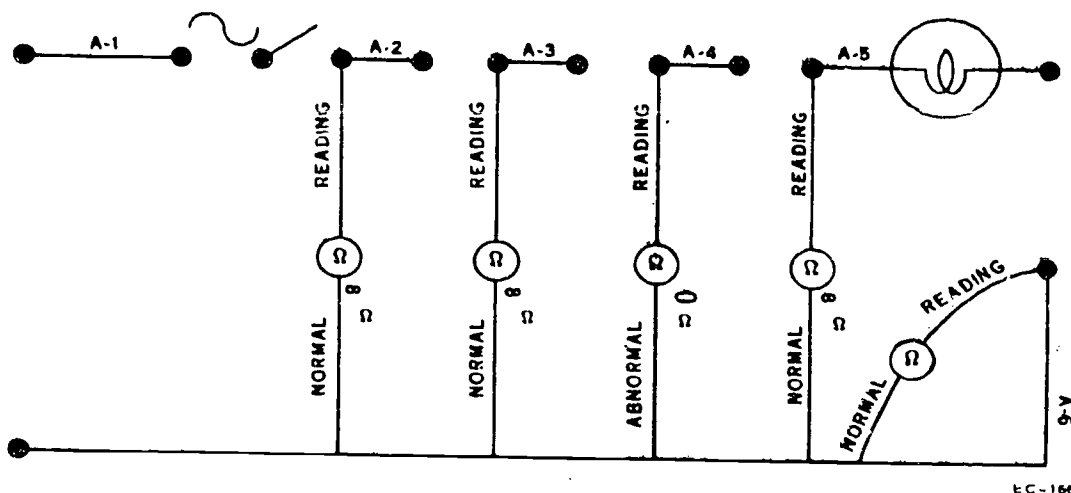 A-1
A-2
A-3
A-4
A-5
READING
READING
READING
READING
READING
Ω
Ω
Ω
Ω
Ω
∞ Ω
∞ Ω
0 Ω
∞ Ω
NORMAL
NORMAL
ABNORMAL
NORMAL
NORMAL
A-6